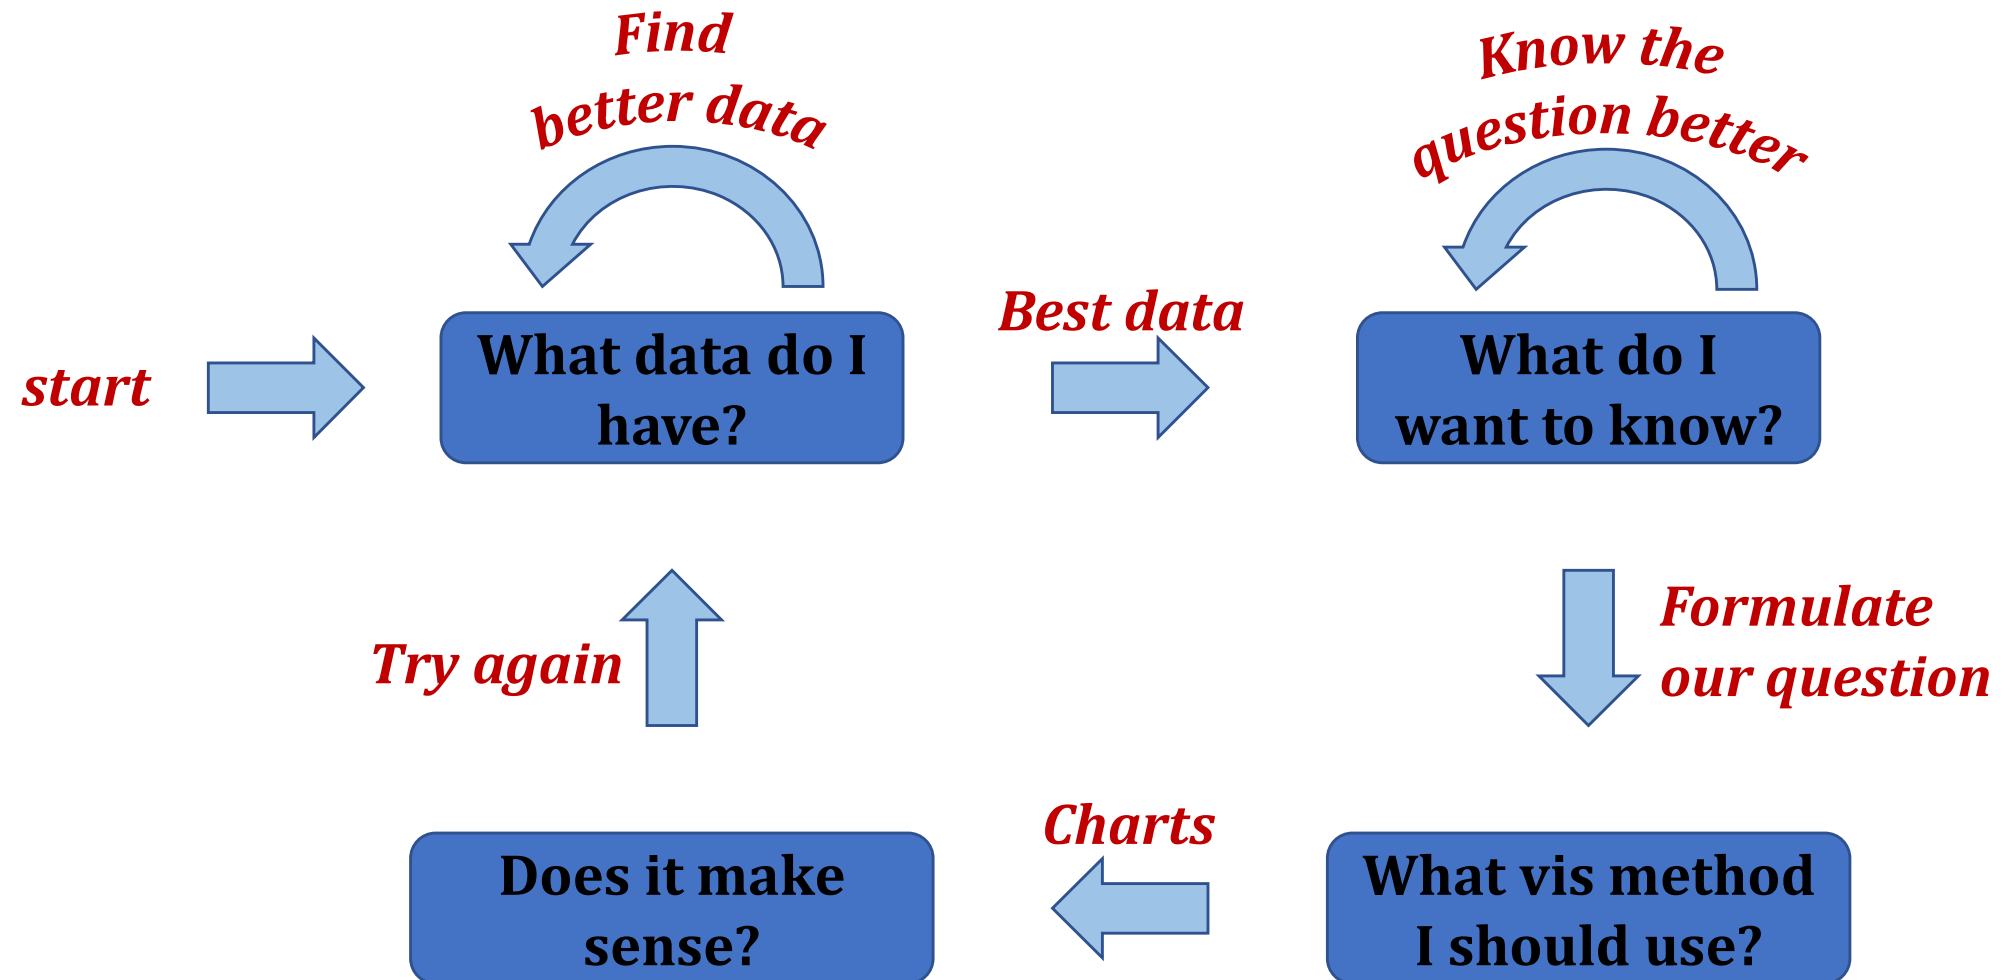 Find
better data
Know the
question better
start
What data do I
have?
Best data
What do I
want to know?
Try again
Formulate
our question
Does it make
sense?
Charts
What vis method
I should use?